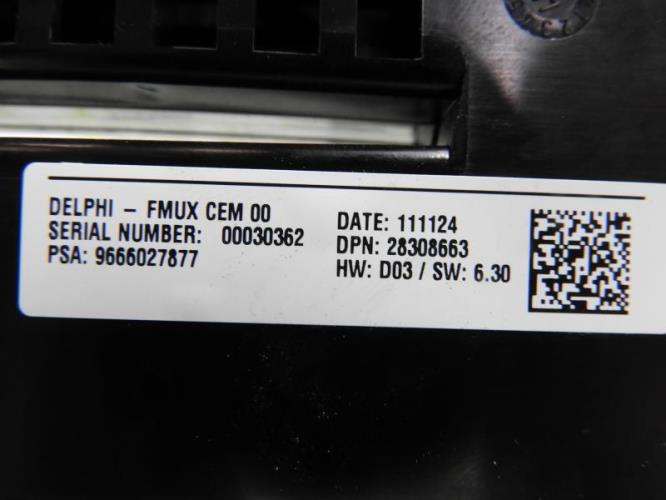 DELPHI - FMUX CEM 00
SERIAL NUMBER: 00030362
PSA: 9666027877
DATE: 111124
DPN: 28308663
HW: D03 / SW: 6.30